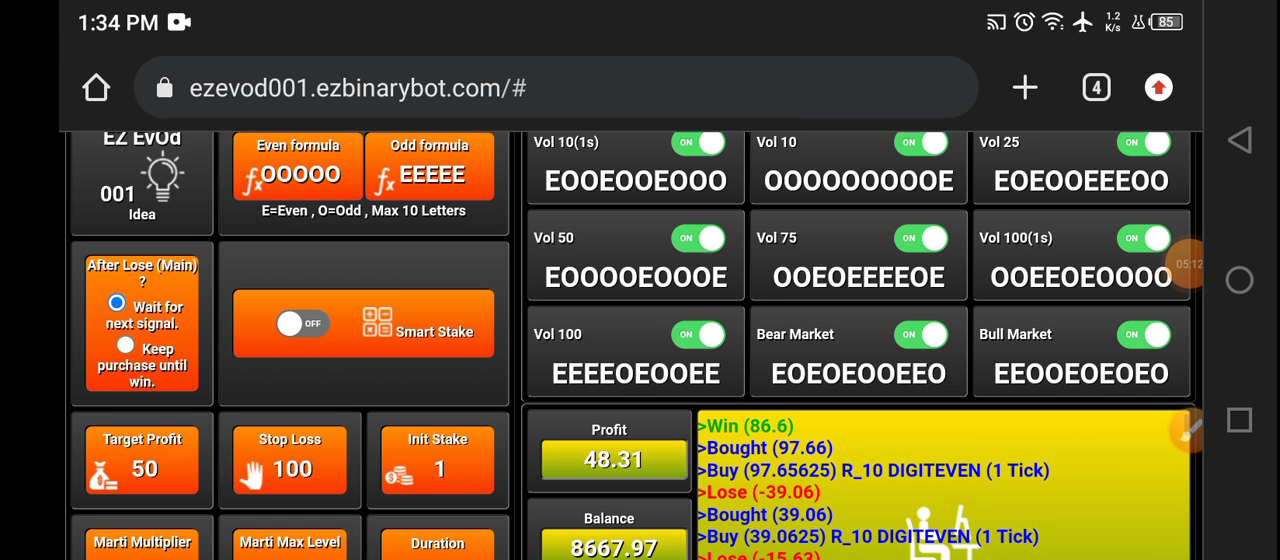 1:34 PM
1.2
K/s
85
ezevod001.ezbinarybot.com/#
4
EZ EvOd
001
Idea
Even formula
fx OOOOO
Odd formula
fx EEEEE
E=Even , O=Odd , Max 10 Letters
After Lose (Main)
?
Wait for
next signal.
Keep
purchase until
win.
OFF
Smart Stake
Target Profit
50
Stop Loss
100
Init Stake
1
Marti Multiplier
Marti Max Level
Duration
Vol 10(1s)
ON
EOOEOOEOOO
Vol 10
ON
OOOOOOOOOE
Vol 25
ON
EOEOOEEEOO
Vol 50
ON
EOOOOEOOOE
Vol 75
ON
OOEOEEEEOE
Vol 100(1s)
ON
OOEEOEOOOO
05:12
Vol 100
ON
EEEEOEOOEE
Bear Market
ON
EOEOEOOEEO
Bull Market
ON
EEOOEOEOEO
Profit
48.31
Balance
8667.97
>Win (86.6)
>Bought (97.66)
>Buy (97.65625) R_10 DIGITEVEN (1 Tick)
>Lose (-39.06)
>Bought (39.06)
>Buy (39.0625) R_10 DIGITEVEN (1 Tick)
>Lose (-15.63)